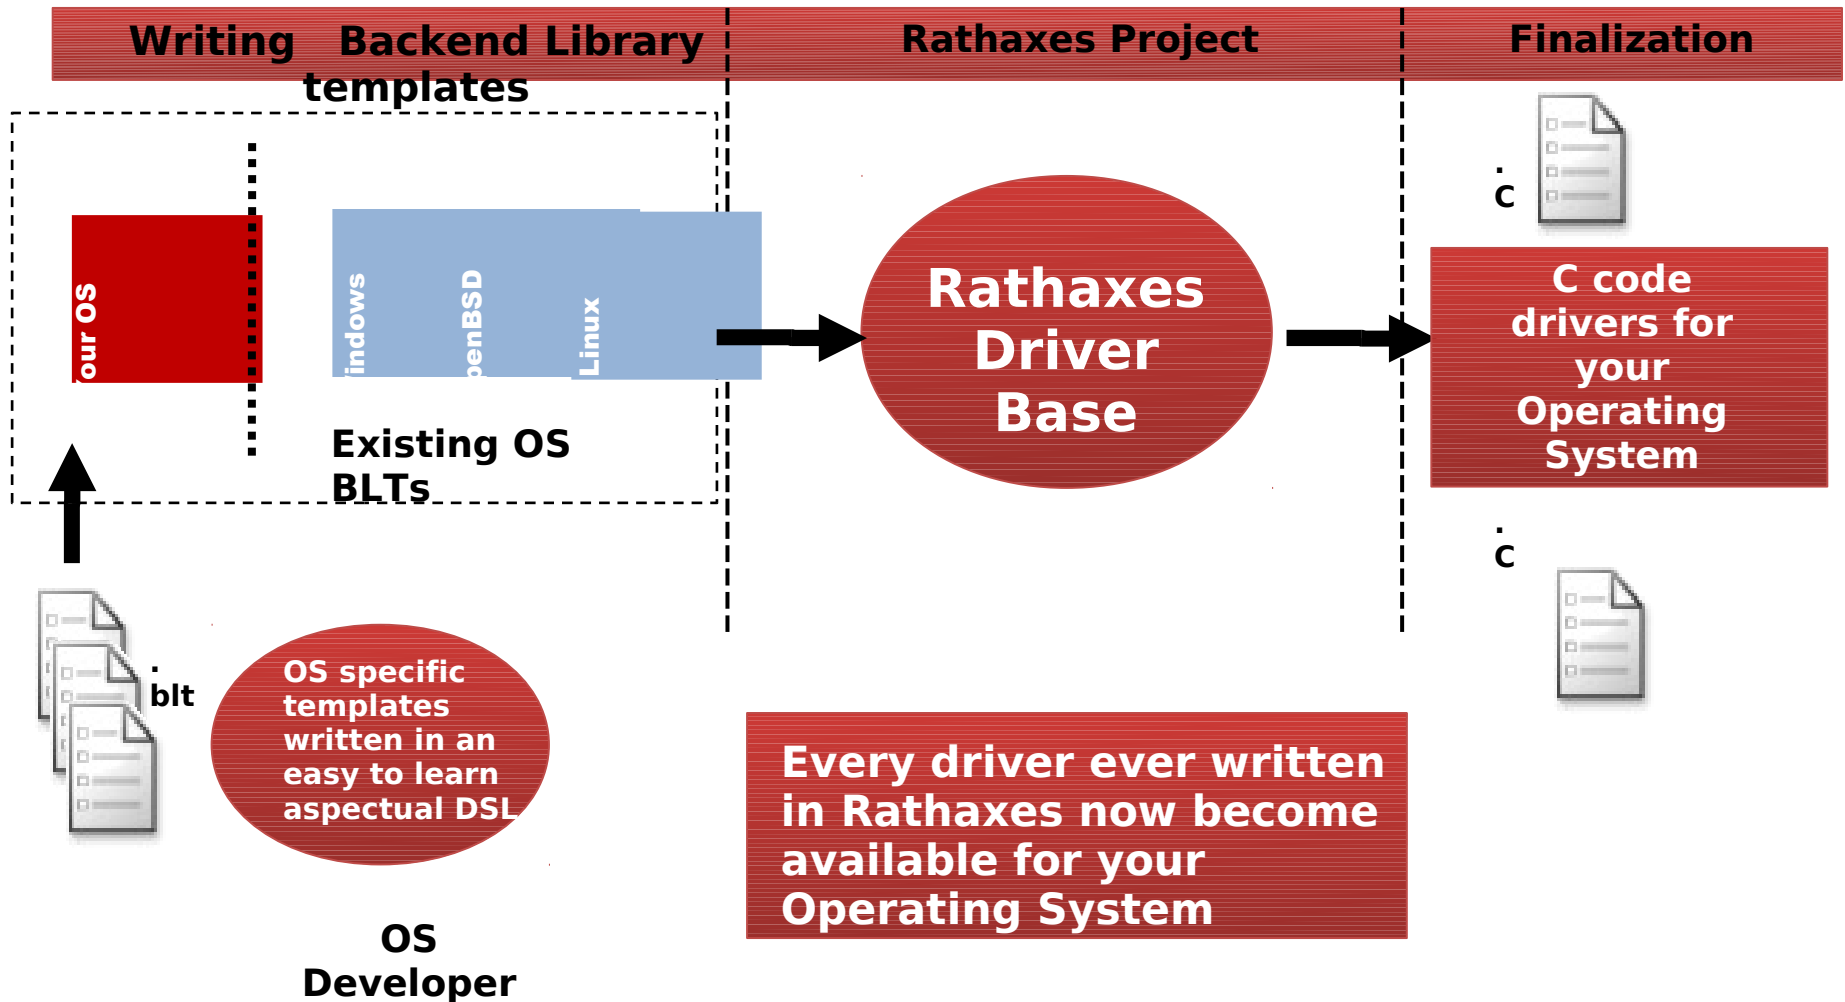 Writing Backend Library
templates
Rathaxes Project
Finalization
our OS
indows
penBSD
Linux
Existing OS
BLTs
.
blt
OS specific
templates
written in an
easy to learn
aspectual DSL
OS
Developer
Rathaxes
Driver
Base
Every driver ever written
in Rathaxes now become
available for your
Operating System
.
C
C code
drivers for
your
Operating
System
.
C